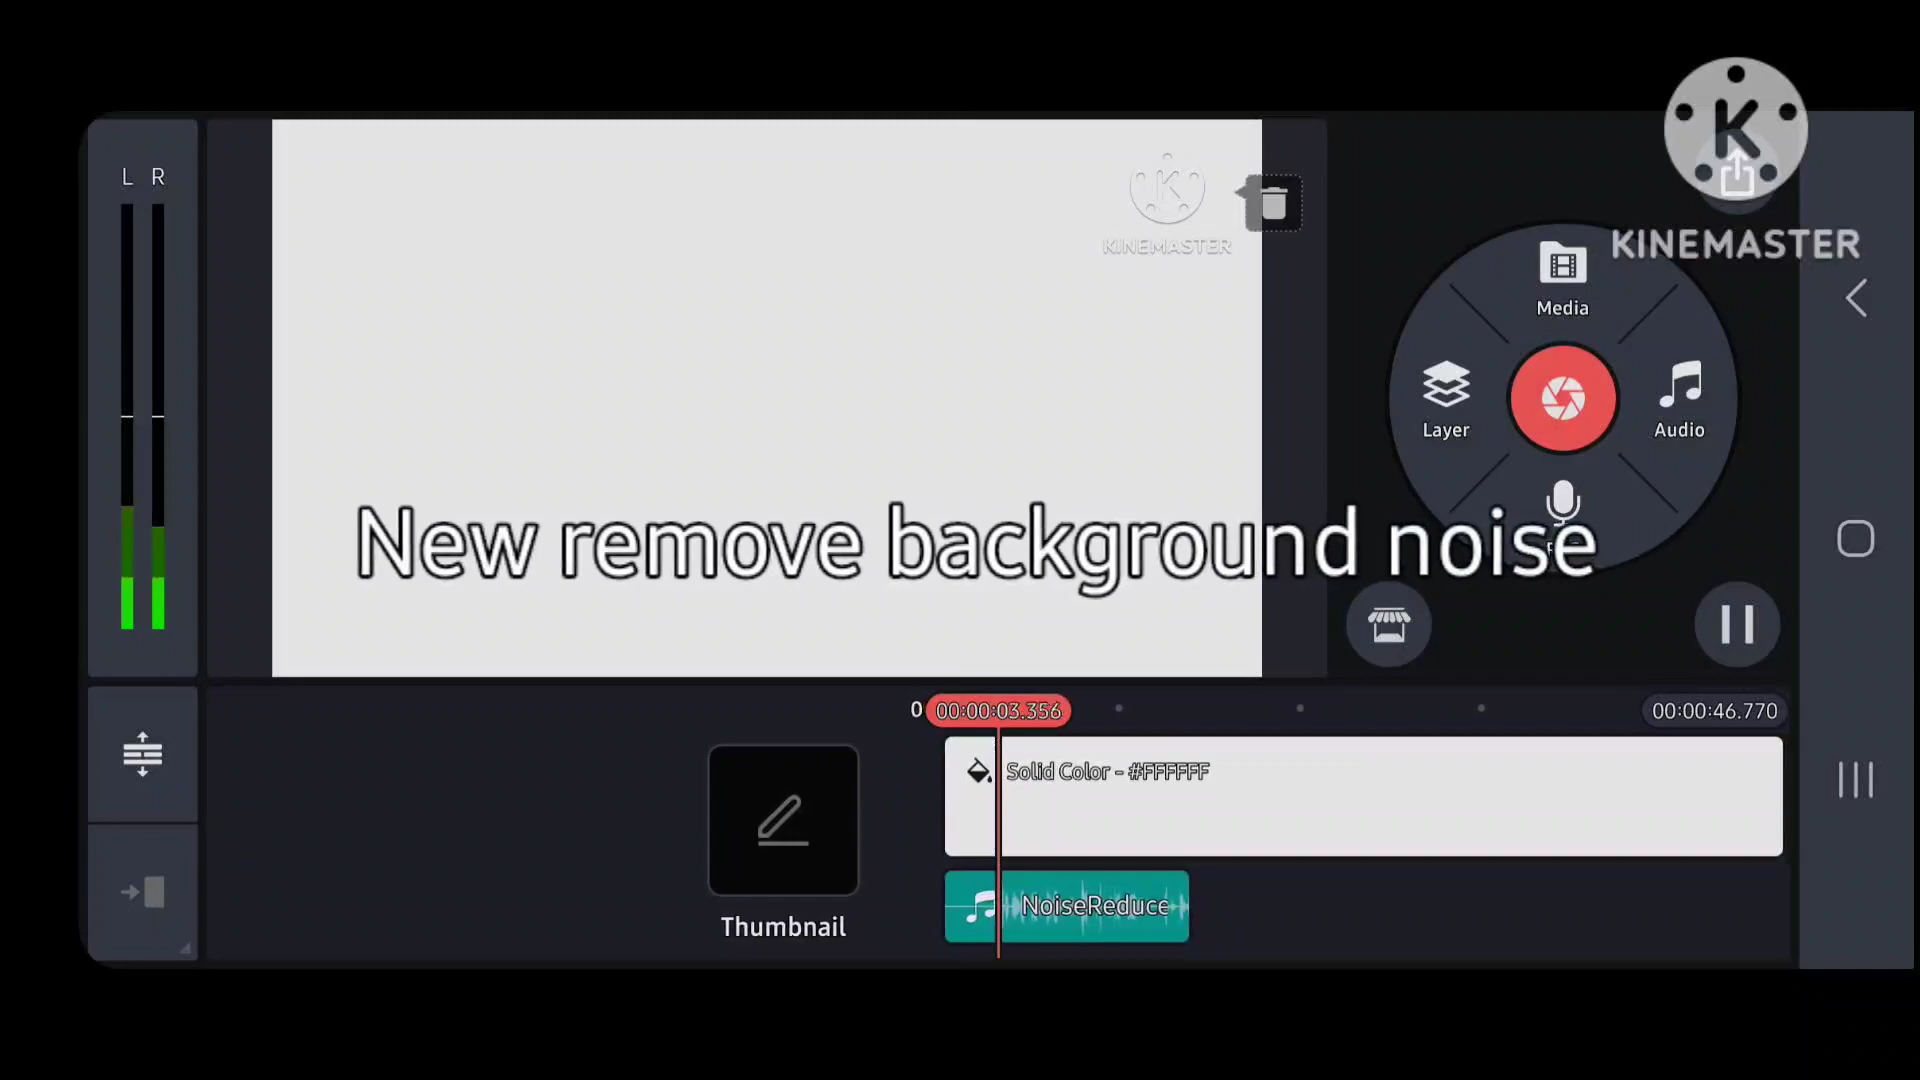 L R
KINEMASTER
KINEMASTER
Media
Layer
Audio
New remove background noise
0
00:00:03.356
00:00:46.770
Solid Color - #FFFFFF
NoiseReduce
Thumbnail